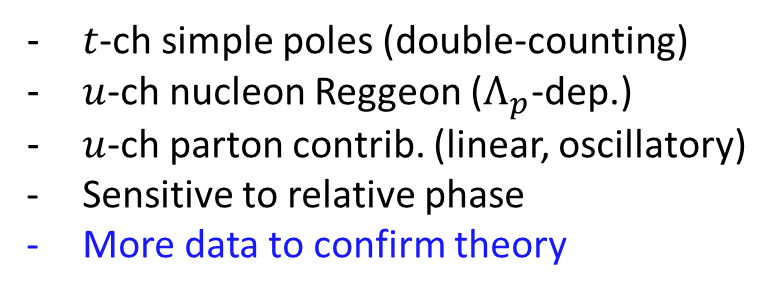 - t-ch simple poles (double-counting)
- u-ch nucleon Reggeon (Λₚ-dep.)
- u-ch parton contrib. (linear, oscillatory)
- Sensitive to relative phase
- More data to confirm theory